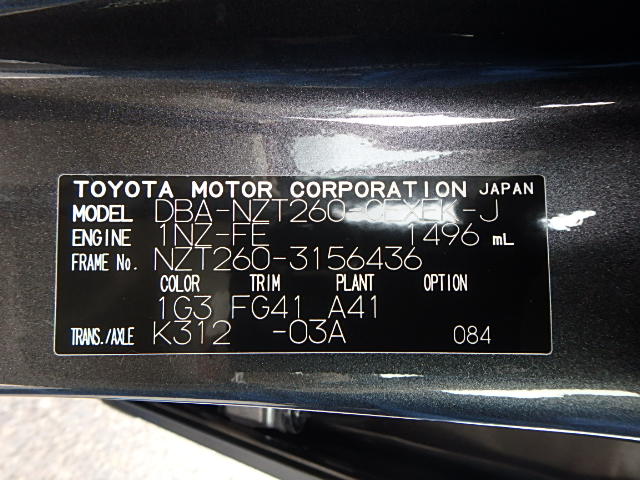 TOYOTA MOTOR CORPORATION JAPAN
MODEL DBA-NZT260-CEXEK-J
ENGINE 1NZ-FE 1496 mL
FRAME No. NZT260-3156436
COLOR TRIM PLANT OPTION
1G3 FG41 A41
TRANS./AXLE K312 -03A 084